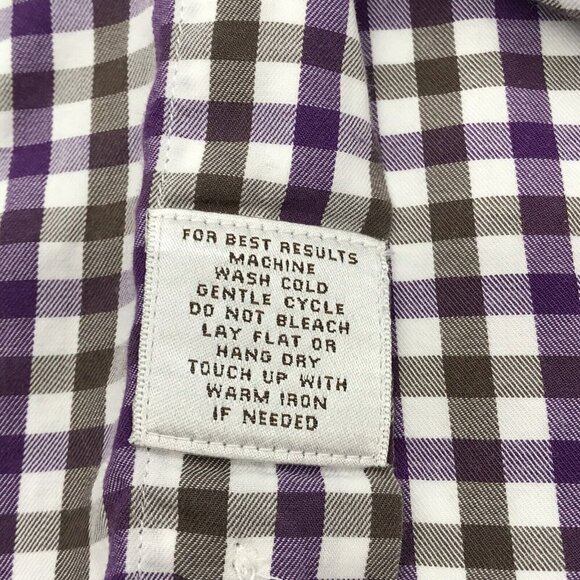 FOR BEST RESULTS
MACHINE
WASH COLD
GENTLE CYCLE
DO NOT BLEACH
LAY FLAT OR
HANG DRY
TOUCH UP WITH
WARM IRON
IF NEEDED